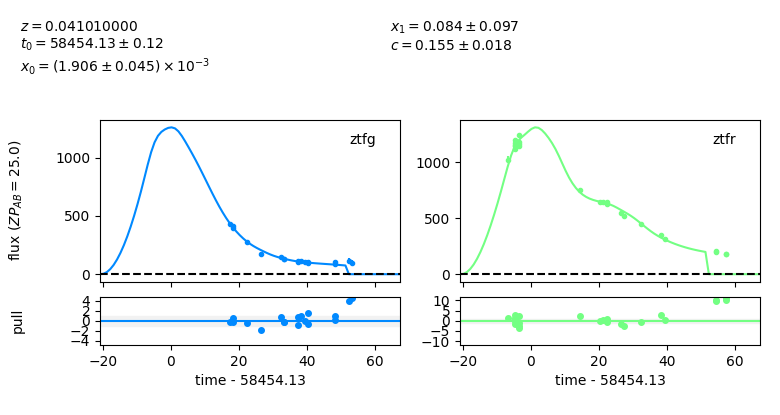 z = 0.041010000
t₀ = 58454.13 ± 0.12
x₀ = (1.906 ± 0.045) × 10⁻³
x₁ = 0.084 ± 0.097
c = 0.155 ± 0.018
flux (ZP_AB = 25.0)
1000
500
0
ztfg
1000
500
0
ztfr
pull
4
2
0
−2
−4
10
5
0
−5
−10
−20 0 20 40 60
−20 0 20 40 60
time - 58454.13
time - 58454.13